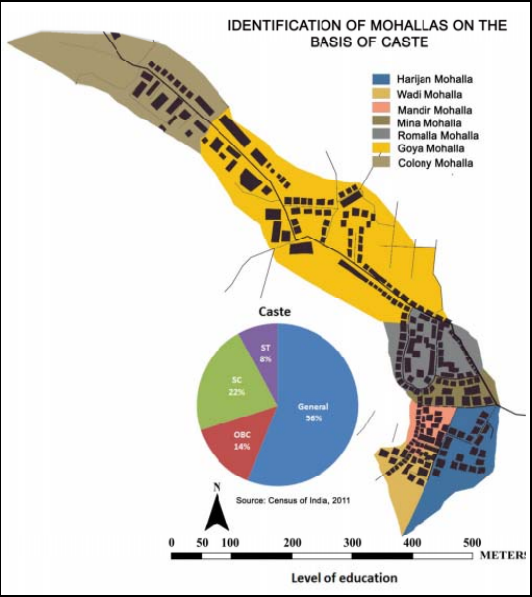 IDENTIFICATION OF MOHALLAS ON THE
BASIS OF CASTE
Harijan Mohalla
Wadi Mohalla
Mandir Mohalla
Mina Mohalla
Romalla Mohalla
Goya Mohalla
Colony Mohalla
Caste
ST
8%
SC
22%
General
56%
OBC
14%
N
Source: Census of India, 2011
0 50 100 200 300 400 500 METERS
Level of education